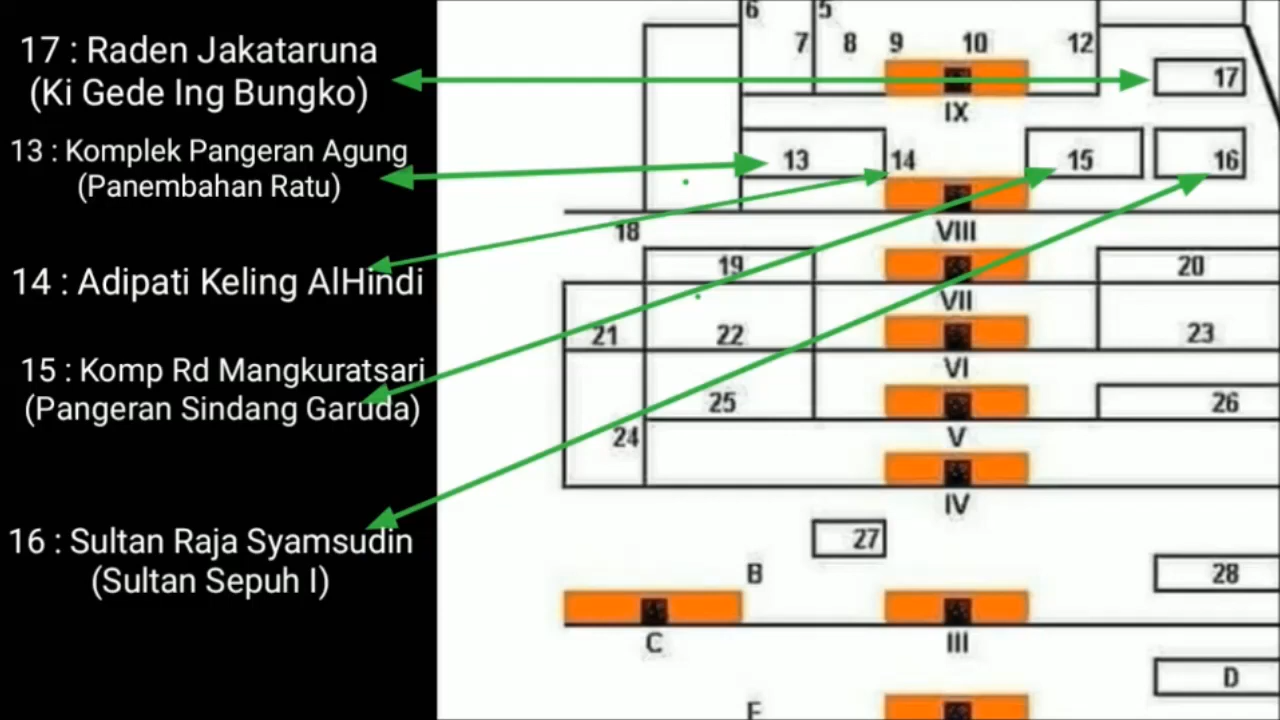 17 : Raden Jakataruna
(Ki Gede Ing Bungko)
13 : Komplek Pangeran Agung
(Panembahan Ratu)
14 : Adipati Keling AlHindi
15 : Komp Rd Mangkuratsari
(Pangeran Sindang Garuda)
16 : Sultan Raja Syamsudin
(Sultan Sepuh I)
6 5
7 8 9 10 12
17
IX
13 14 15 16
18 VIII
19 20
VII
21 22 23
VI
25 26
24 V
IV
27
B 28
C III
D